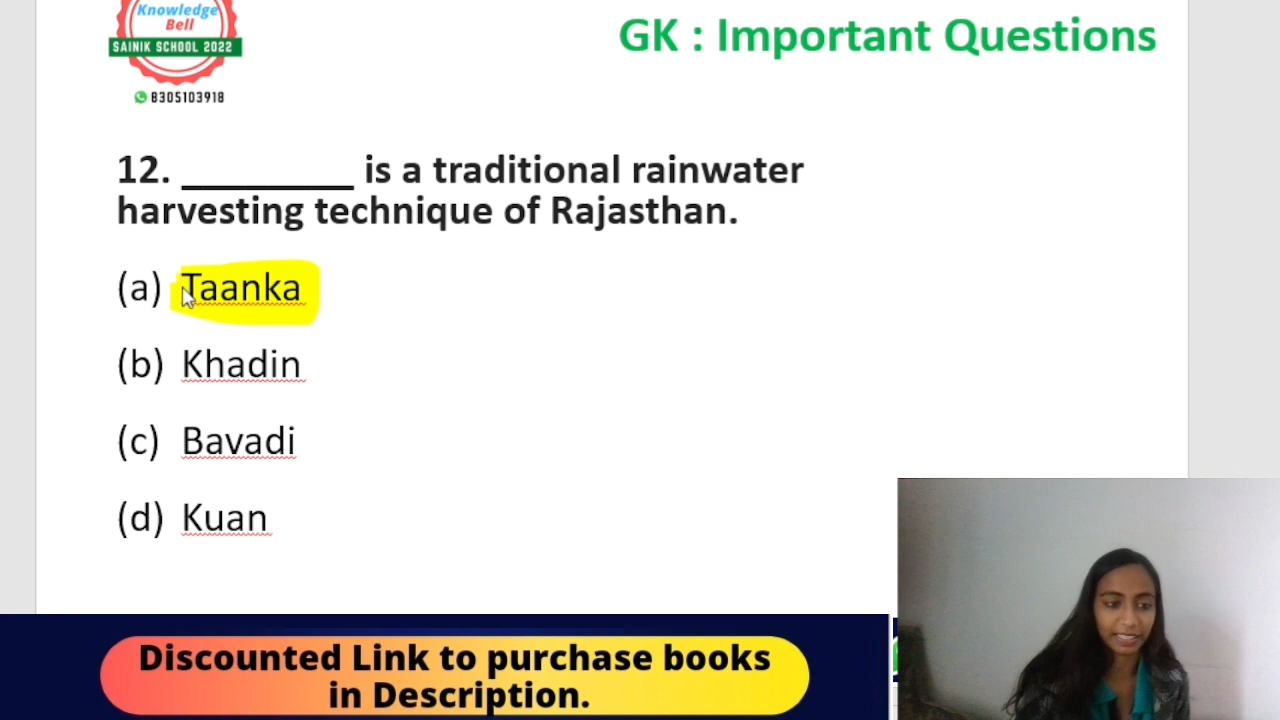 Knowledge
Bell
SAINIK SCHOOL 2022
8305103918
GK : Important Questions
12. ________ is a traditional rainwater
harvesting technique of Rajasthan.
(a) Taanka
(b) Khadin
(c) Bavadi
(d) Kuan
Discounted Link to purchase books
in Description.